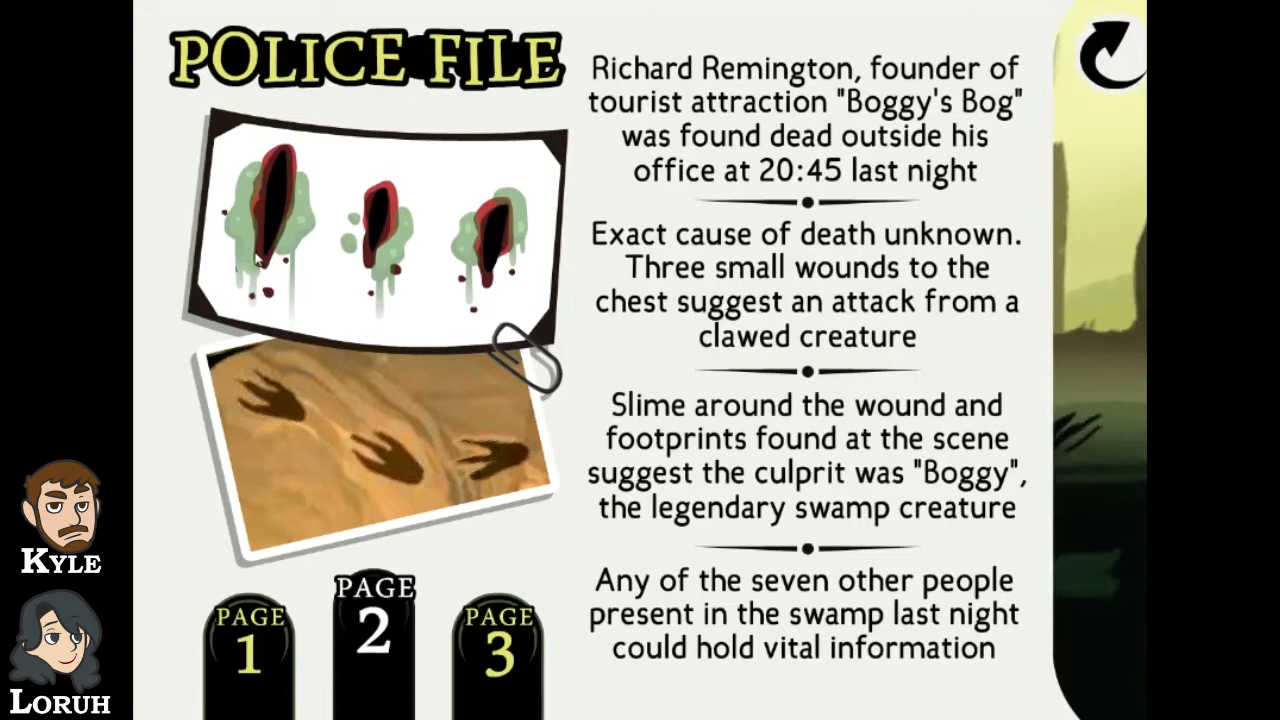 POLICE FILE
Richard Remington, founder of
tourist attraction "Boggy's Bog"
was found dead outside his
office at 20:45 last night
Exact cause of death unknown.
Three small wounds to the
chest suggest an attack from a
clawed creature
Slime around the wound and
footprints found at the scene
suggest the culprit was "Boggy",
the legendary swamp creature
Any of the seven other people
present in the swamp last night
could hold vital information
PAGE
1
PAGE
2
PAGE
3
KYLE
LORUH